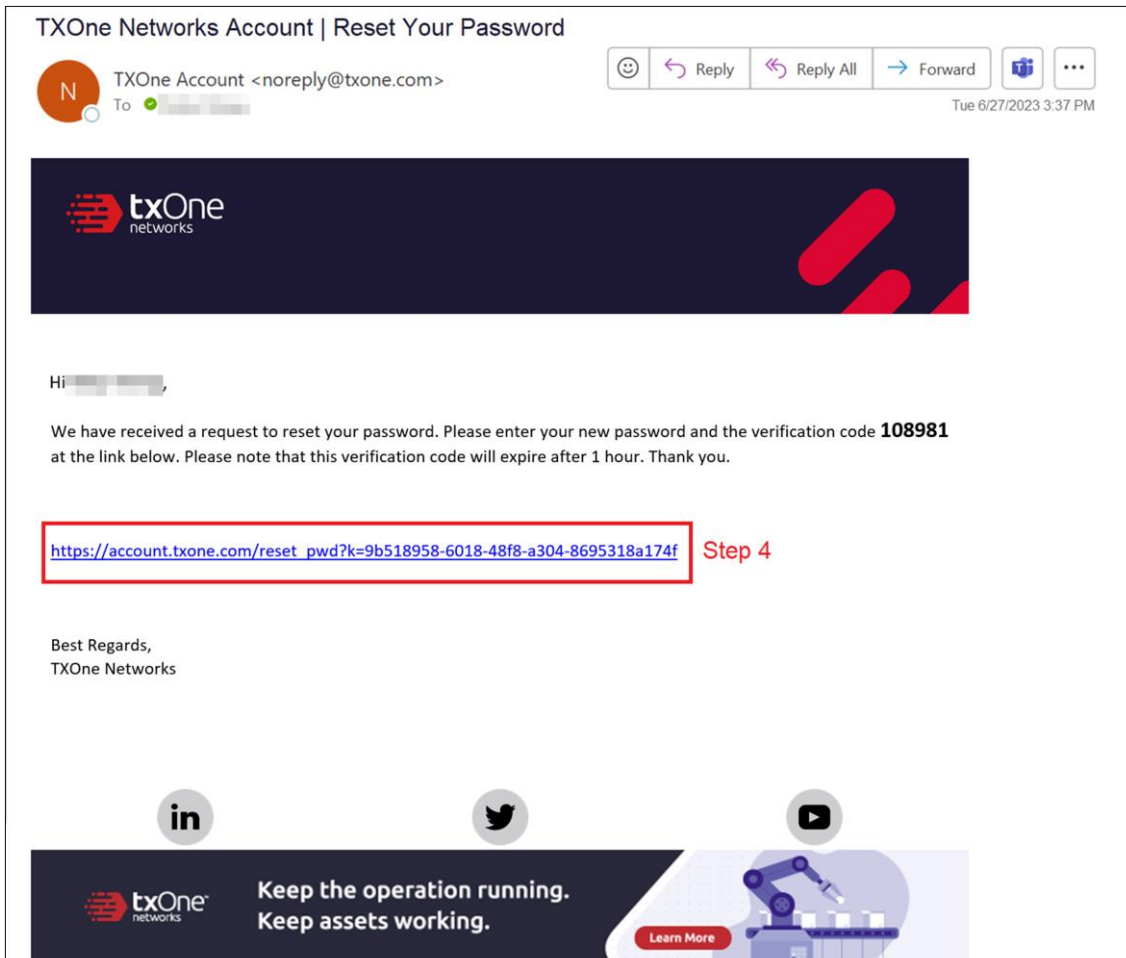 TXOne Networks Account | Reset Your Password
N
TXOne Account <noreply@txone.com>
To
Reply
Reply All
Forward
Tue 6/27/2023 3:37 PM
txOne
networks
Hi ,
We have received a request to reset your password. Please enter your new password and the verification code 108981
at the link below. Please note that this verification code will expire after 1 hour. Thank you.
https://account.txone.com/reset_pwd?k=9b518958-6018-48f8-a304-8695318a174f
Step 4
Best Regards,
TXOne Networks
in
txOne™
networks
Keep the operation running.
Keep assets working.
Learn More